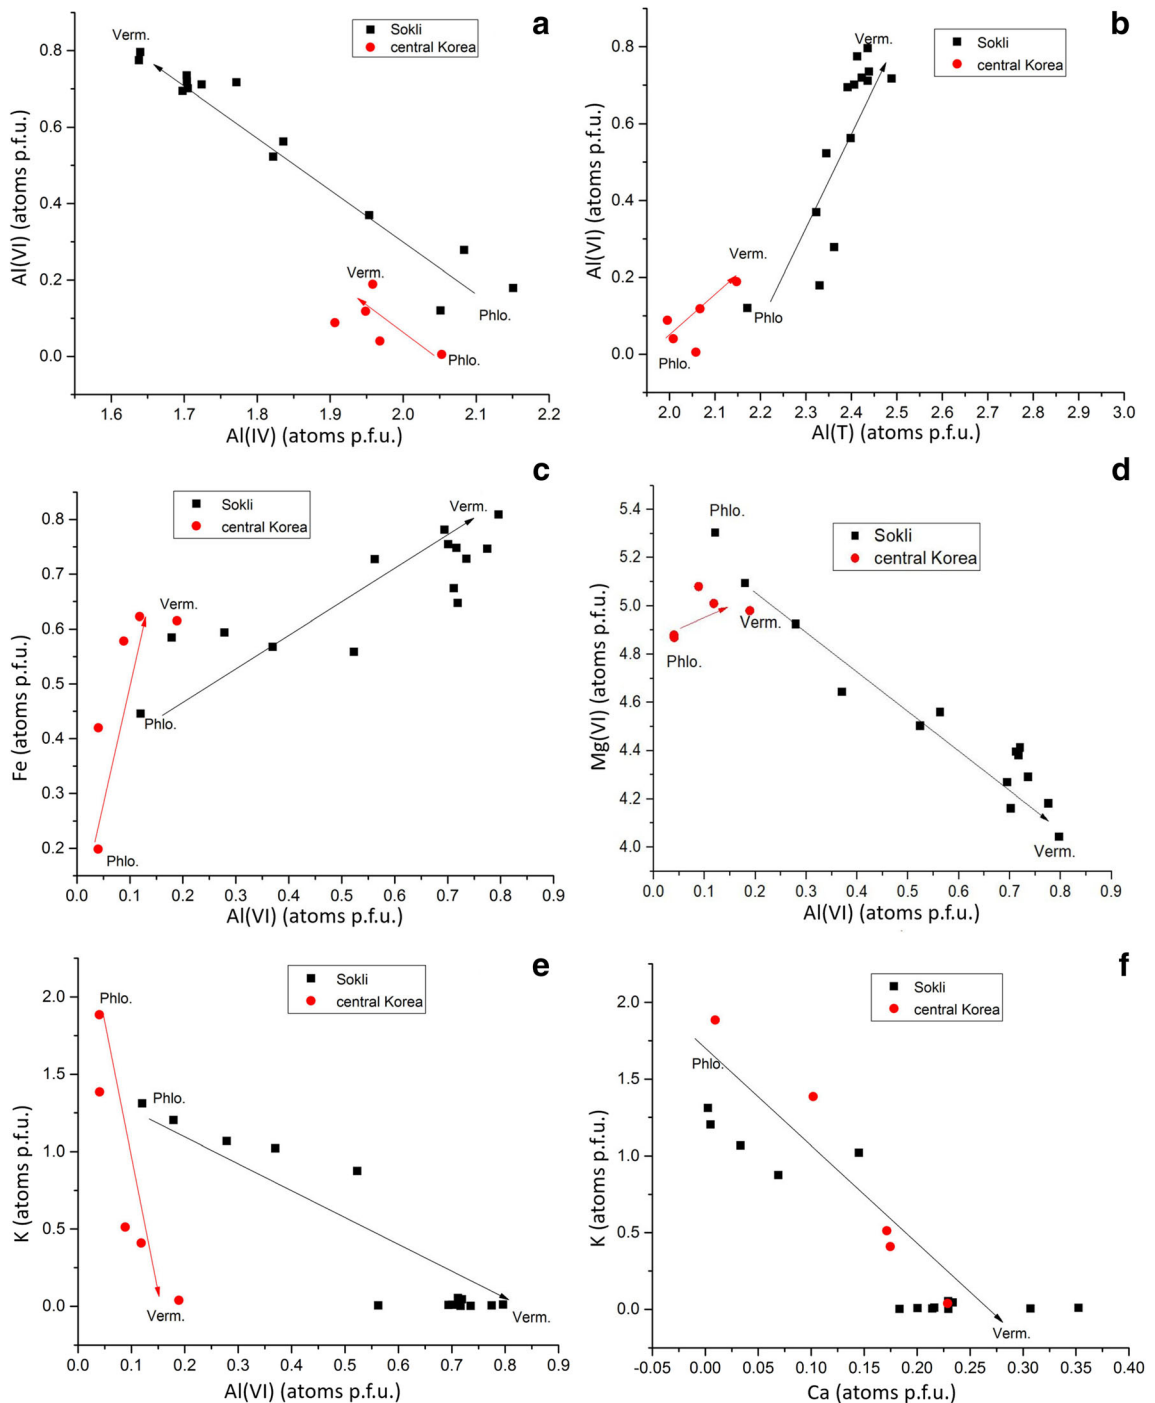 a
Sokli
central Korea
Verm.
Verm.
Phlo.
Phlo.
0.8
0.6
0.4
0.2
0.0
Al(VI) (atoms p.f.u.)
1.6 1.7 1.8 1.9 2.0 2.1 2.2
Al(IV) (atoms p.f.u.)
b
Sokli
central Korea
Verm.
Verm.
Phlo
Phlo.
0.8
0.6
0.4
0.2
0.0
Al(VI) (atoms p.f.u.)
2.0 2.1 2.2 2.3 2.4 2.5 2.6 2.7 2.8 2.9 3.0
Al(T) (atoms p.f.u.)
c
Sokli
central Korea
Verm.
Verm.
Phlo.
Phlo.
0.8
0.7
0.6
0.5
0.4
0.3
0.2
Fe (atoms p.f.u.)
0.0 0.1 0.2 0.3 0.4 0.5 0.6 0.7 0.8 0.9
Al(VI) (atoms p.f.u.)
d
Phlo.
Sokli
central Korea
Verm.
Phlo.
Verm.
5.4
5.2
5.0
4.8
4.6
4.4
4.2
4.0
Mg(VI) (atoms p.f.u.)
0.0 0.1 0.2 0.3 0.4 0.5 0.6 0.7 0.8 0.9
Al(VI) (atoms p.f.u.)
e
Sokli
central Korea
Phlo.
Phlo.
Verm.
Verm.
2.0
1.5
1.0
0.5
0.0
K (atoms p.f.u.)
0.0 0.1 0.2 0.3 0.4 0.5 0.6 0.7 0.8 0.9
Al(VI) (atoms p.f.u.)
f
Sokli
central Korea
Phlo.
Verm.
2.0
1.5
1.0
0.5
0.0
K (atoms p.f.u.)
-0.05 0.00 0.05 0.10 0.15 0.20 0.25 0.30 0.35 0.40
Ca (atoms p.f.u.)